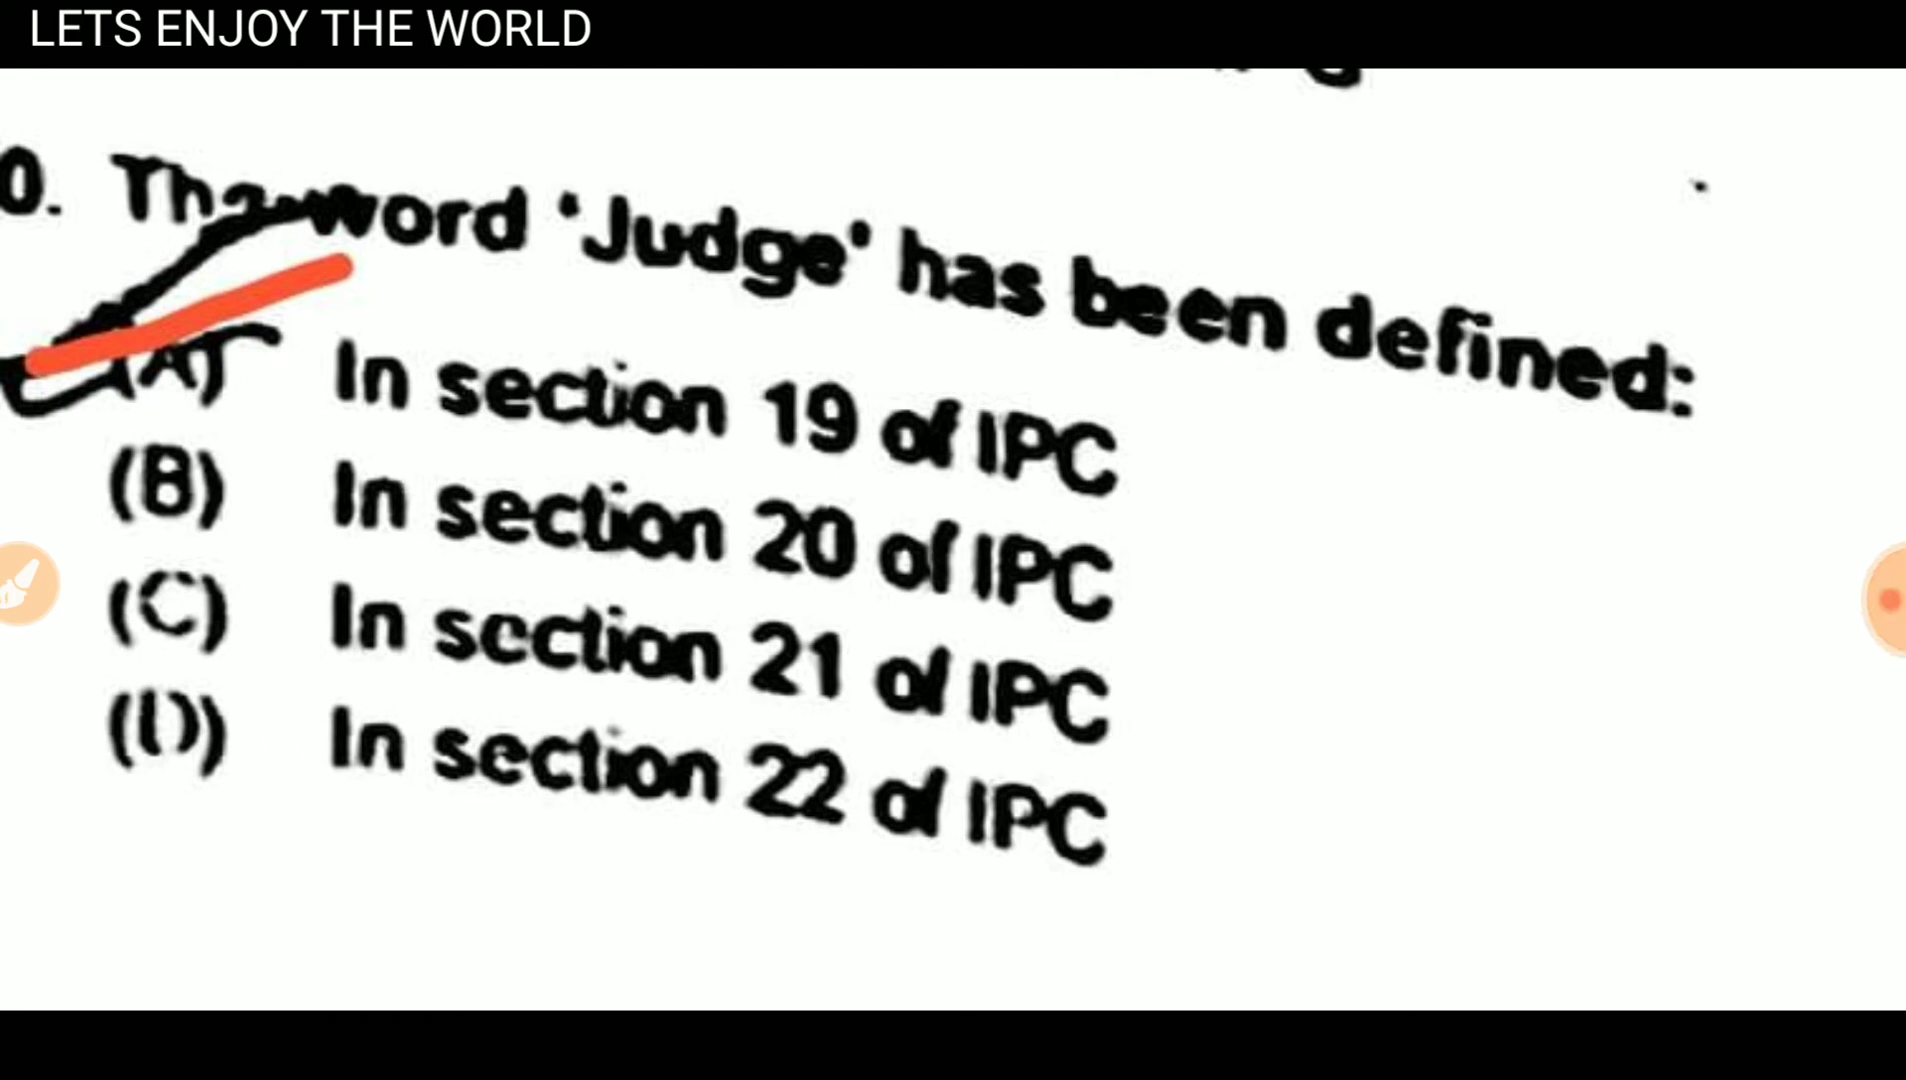 LETS ENJOY THE WORLD
0. The word 'Judge' has been defined:
(A) In section 19 of IPC
(B) In section 20 of IPC
(C) In section 21 of IPC
(D) In section 22 of IPC